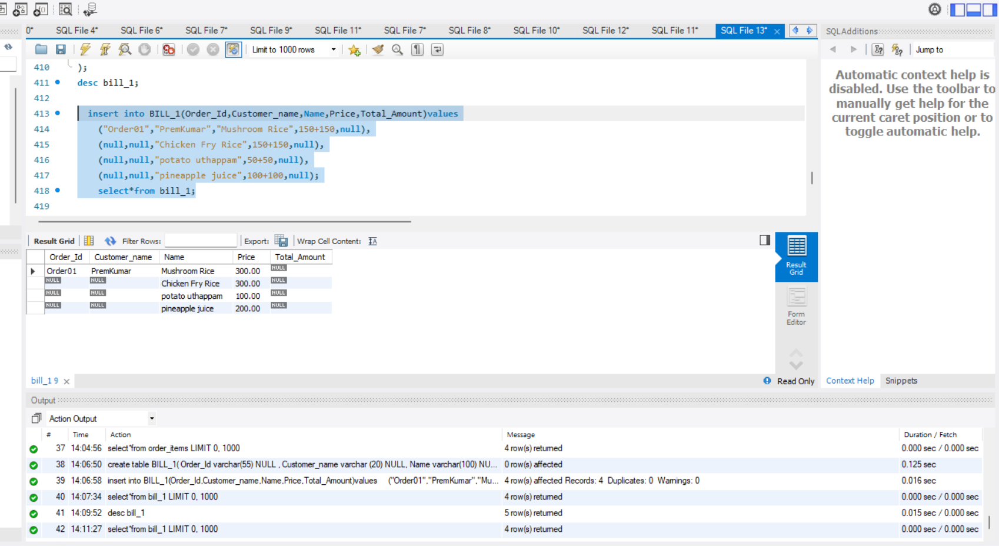 0* SQL File 4* SQL File 6* SQL File 7* SQL File 9* SQL File 11* SQL File 7* SQL File 8* SQL File 10* SQL File 12* SQL File 11* SQL File 13*
SQLAdditions
Limit to 1000 rows
Jump to
410 );
411 desc bill_1;
412
413 insert into BILL_1(Order_Id,Customer_name,Name,Price,Total_Amount)values
414 ("Order01","PremKumar","Mushroom Rice",150+150,null),
415 (null,null,"Chicken Fry Rice",150+150,null),
416 (null,null,"potato uthappam",50+50,null),
417 (null,null,"pineapple juice",100+100,null);
418 select*from bill_1;
419
Automatic context help is
disabled. Use the toolbar to
manually get help for the
current caret position or to
toggle automatic help.
Result Grid Filter Rows: Export: Wrap Cell Content:
Order_Id Customer_name Name Price Total_Amount
Order01 PremKumar Mushroom Rice 300.00 NULL
NULL NULL Chicken Fry Rice 300.00 NULL
NULL NULL potato uthappam 100.00 NULL
NULL NULL pineapple juice 200.00 NULL
Result
Grid
Form
Editor
bill_1 9
Read Only
Context Help Snippets
Output
Action Output
# Time Action Message Duration / Fetch
37 14:04:56 select*from order_items LIMIT 0, 1000 4 row(s) returned 0.000 sec / 0.000 sec
38 14:06:50 create table BILL_1( Order_Id varchar(55) NULL , Customer_name varchar (20) NULL, Name varchar(100) NU... 0 row(s) affected 0.125 sec
39 14:06:58 insert into BILL_1(Order_Id,Customer_name,Name,Price,Total_Amount)values ("Order01","PremKumar","Mu... 4 row(s) affected Records: 4 Duplicates: 0 Warnings: 0 0.016 sec
40 14:07:34 select*from bill_1 LIMIT 0, 1000 4 row(s) returned 0.000 sec / 0.000 sec
41 14:09:52 desc bill_1 5 row(s) returned 0.015 sec / 0.000 sec
42 14:11:27 select*from bill_1 LIMIT 0, 1000 4 row(s) returned 0.000 sec / 0.000 sec